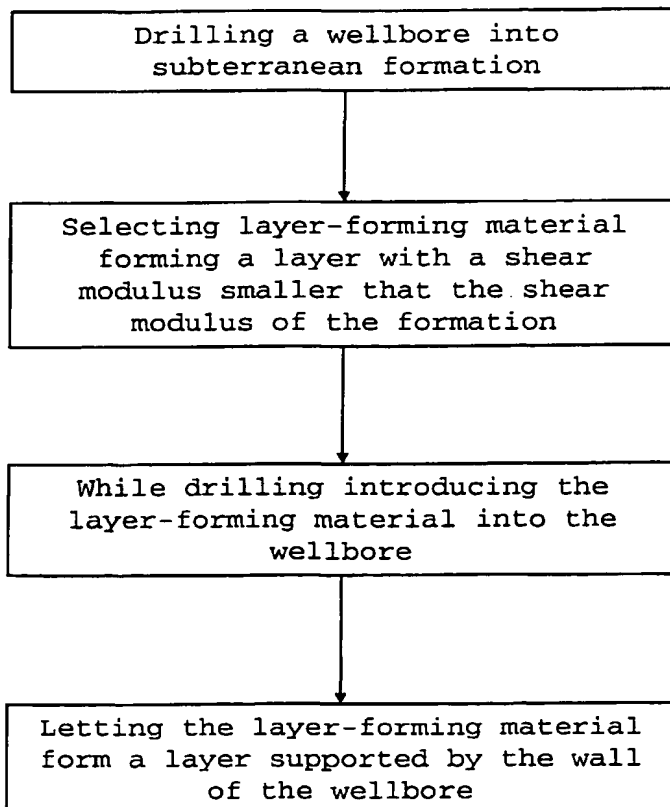 Drilling a wellbore into
subterranean formation
Selecting layer-forming material
forming a layer with a shear
modulus smaller that the shear
modulus of the formation
While drilling introducing the
layer-forming material into the
wellbore
Letting the layer-forming material
form a layer supported by the wall
of the wellbore